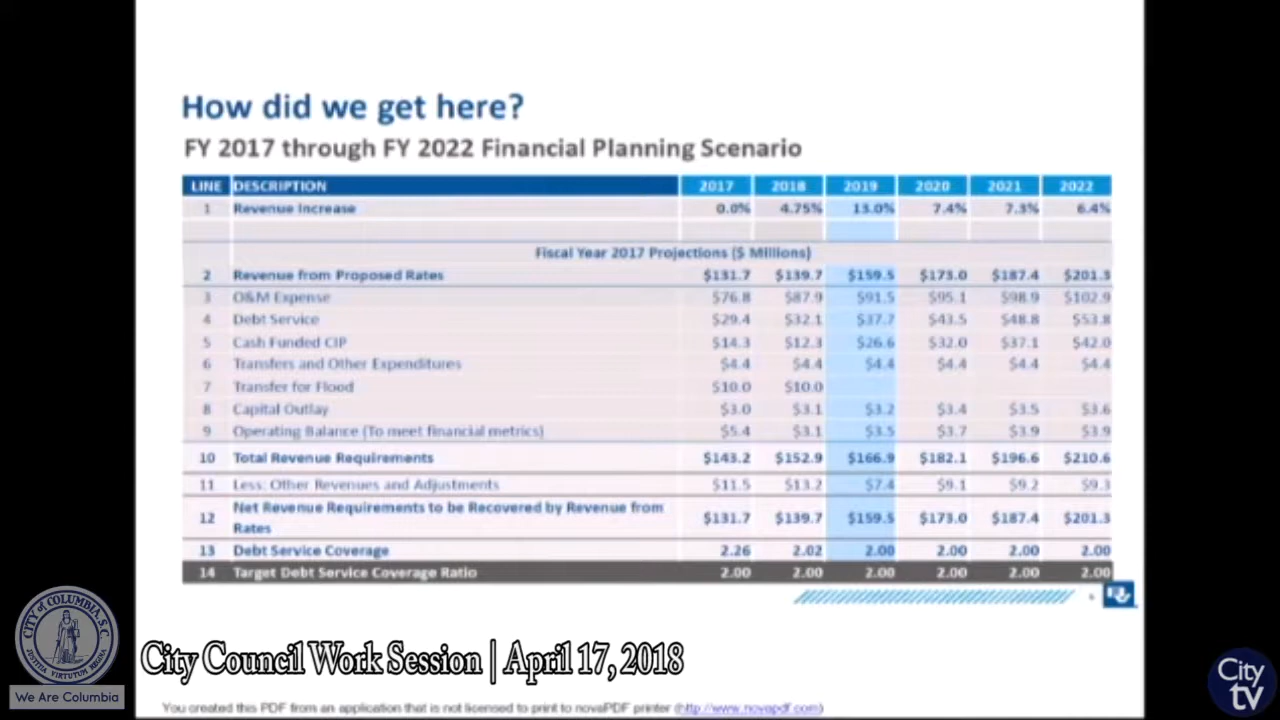 How did we get here?
FY 2017 through FY 2022 Financial Planning Scenario
LINE DESCRIPTION 2017 2018 2019 2020 2021 2022
1 Revenue Increase 0.0% 4.75% 13.0% 7.4% 7.3% 6.4%
Fiscal Year 2017 Projections ($ Millions)
2 Revenue from Proposed Rates $131.7 $139.7 $159.5 $173.0 $187.4 $201.3
3 O&M Expense $76.8 $87.9 $91.5 $95.1 $98.9 $102.9
4 Debt Service $29.4 $32.1 $37.7 $43.5 $48.8 $53.8
5 Cash Funded CIP $14.3 $12.3 $26.6 $32.0 $37.1 $42.0
6 Transfers and Other Expenditures $4.4 $4.4 $4.4 $4.4 $4.4 $4.4
7 Transfer for Flood $10.0 $10.0
8 Capital Outlay $3.0 $3.1 $3.2 $3.4 $3.5 $3.6
9 Operating Balance (To meet financial metrics) $5.4 $3.1 $3.5 $3.7 $3.9 $3.9
10 Total Revenue Requirements $143.2 $152.9 $166.9 $182.1 $196.6 $210.6
11 Less: Other Revenues and Adjustments $11.5 $13.2 $7.4 $9.1 $9.2 $9.3
12 Net Revenue Requirements to be Recovered by Revenue from
Rates $131.7 $139.7 $159.5 $173.0 $187.4 $201.3
13 Debt Service Coverage 2.26 2.02 2.00 2.00 2.00 2.00
14 Target Debt Service Coverage Ratio 2.00 2.00 2.00 2.00 2.00 2.00
CITY of COLUMBIA, S.C.
JUSTITIA VIRTUTUM REGINA
We Are Columbia
City Council Work Session | April 17, 2018
City
tv
You created this PDF from an application that is not licensed to print to novaPDF printer (http://www.novapdf.com)